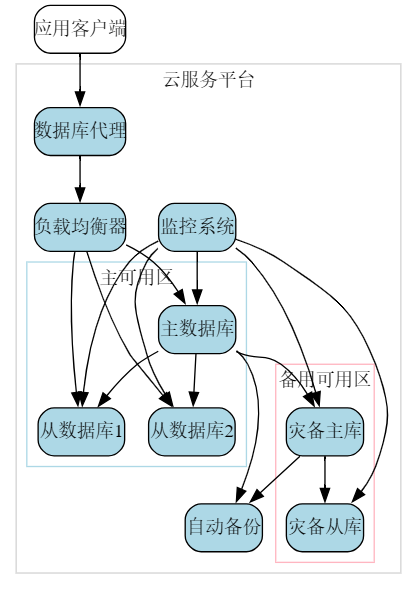 应用客户端
云服务平台
数据库代理
负载均衡器
监控系统
主可用区
主数据库
备用可用区
从数据库1
从数据库2
灾备主库
自动备份
灾备从库